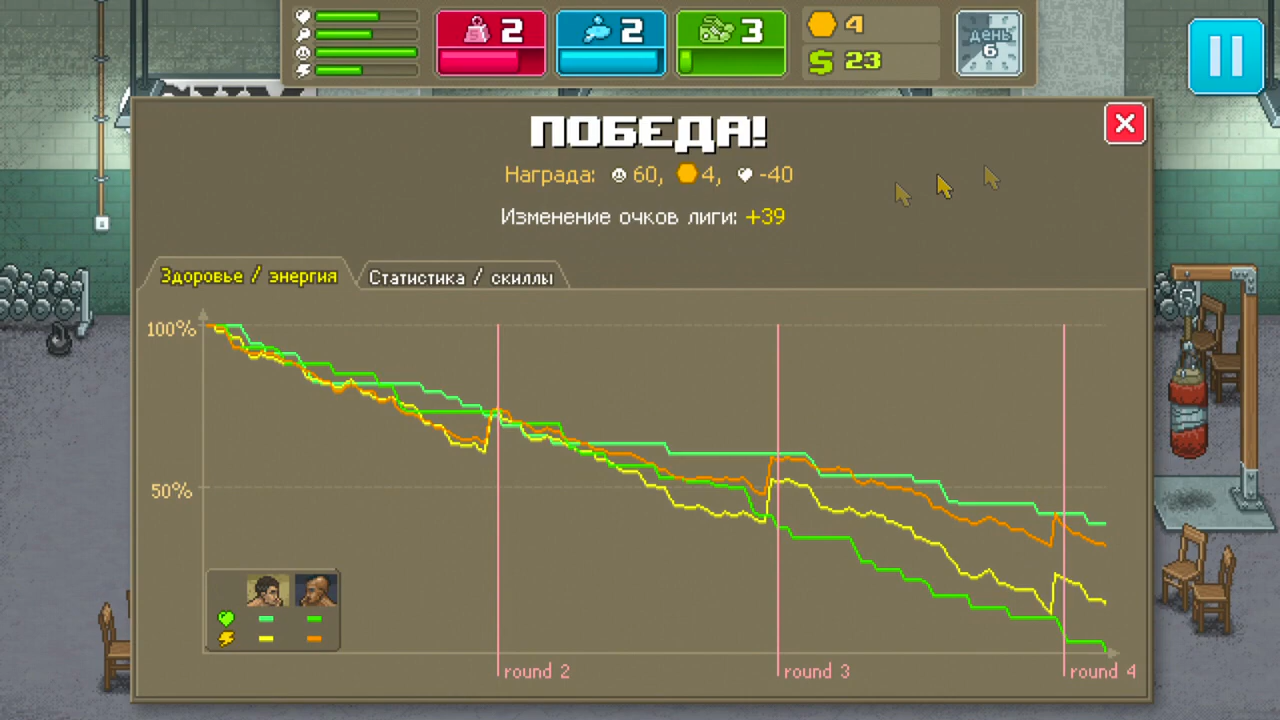 2
2
3
4
$ 23
день
6
ПОБЕДА!
Награда: 60, 4, -40
Изменение очков лиги: +39
Здоровье / энергия
Статистика / скиллы
100%
50%
round 2
round 3
round 4